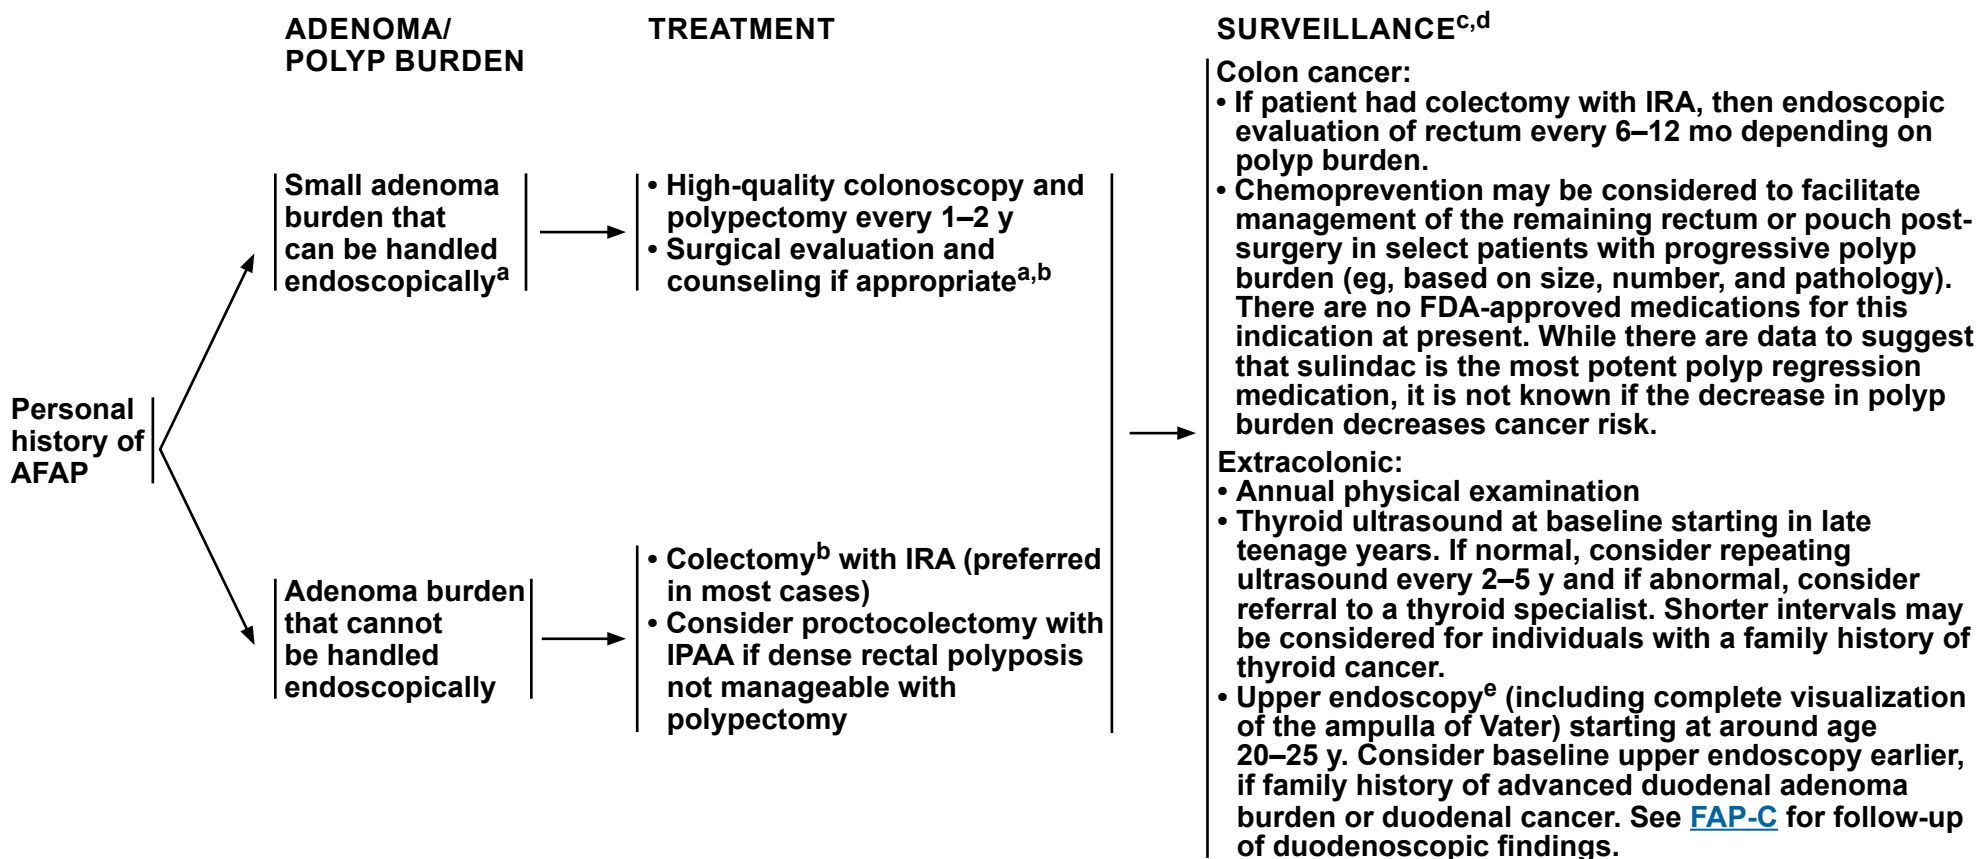 ADENOMA/
POLYP BURDEN
TREATMENT
SURVEILLANCEc,d
Personal
history of
AFAP
Small adenoma
burden that
can be handled
endoscopicallya
• High-quality colonoscopy and
polypectomy every 1–2 y
• Surgical evaluation and
counseling if appropriatea,b
Adenoma burden
that cannot
be handled
endoscopically
• Colectomyb with IRA (preferred
in most cases)
• Consider proctocolectomy with
IPAA if dense rectal polyposis
not manageable with
polypectomy
Colon cancer:
• If patient had colectomy with IRA, then endoscopic
evaluation of rectum every 6–12 mo depending on
polyp burden.
• Chemoprevention may be considered to facilitate
management of the remaining rectum or pouch post-
surgery in select patients with progressive polyp
burden (eg, based on size, number, and pathology).
There are no FDA-approved medications for this
indication at present. While there are data to suggest
that sulindac is the most potent polyp regression
medication, it is not known if the decrease in polyp
burden decreases cancer risk.
Extracolonic:
• Annual physical examination
• Thyroid ultrasound at baseline starting in late
teenage years. If normal, consider repeating
ultrasound every 2–5 y and if abnormal, consider
referral to a thyroid specialist. Shorter intervals may
be considered for individuals with a family history of
thyroid cancer.
• Upper endoscopye (including complete visualization
of the ampulla of Vater) starting at around age
20–25 y. Consider baseline upper endoscopy earlier,
if family history of advanced duodenal adenoma
burden or duodenal cancer. See FAP-C for follow-up
of duodenoscopic findings.